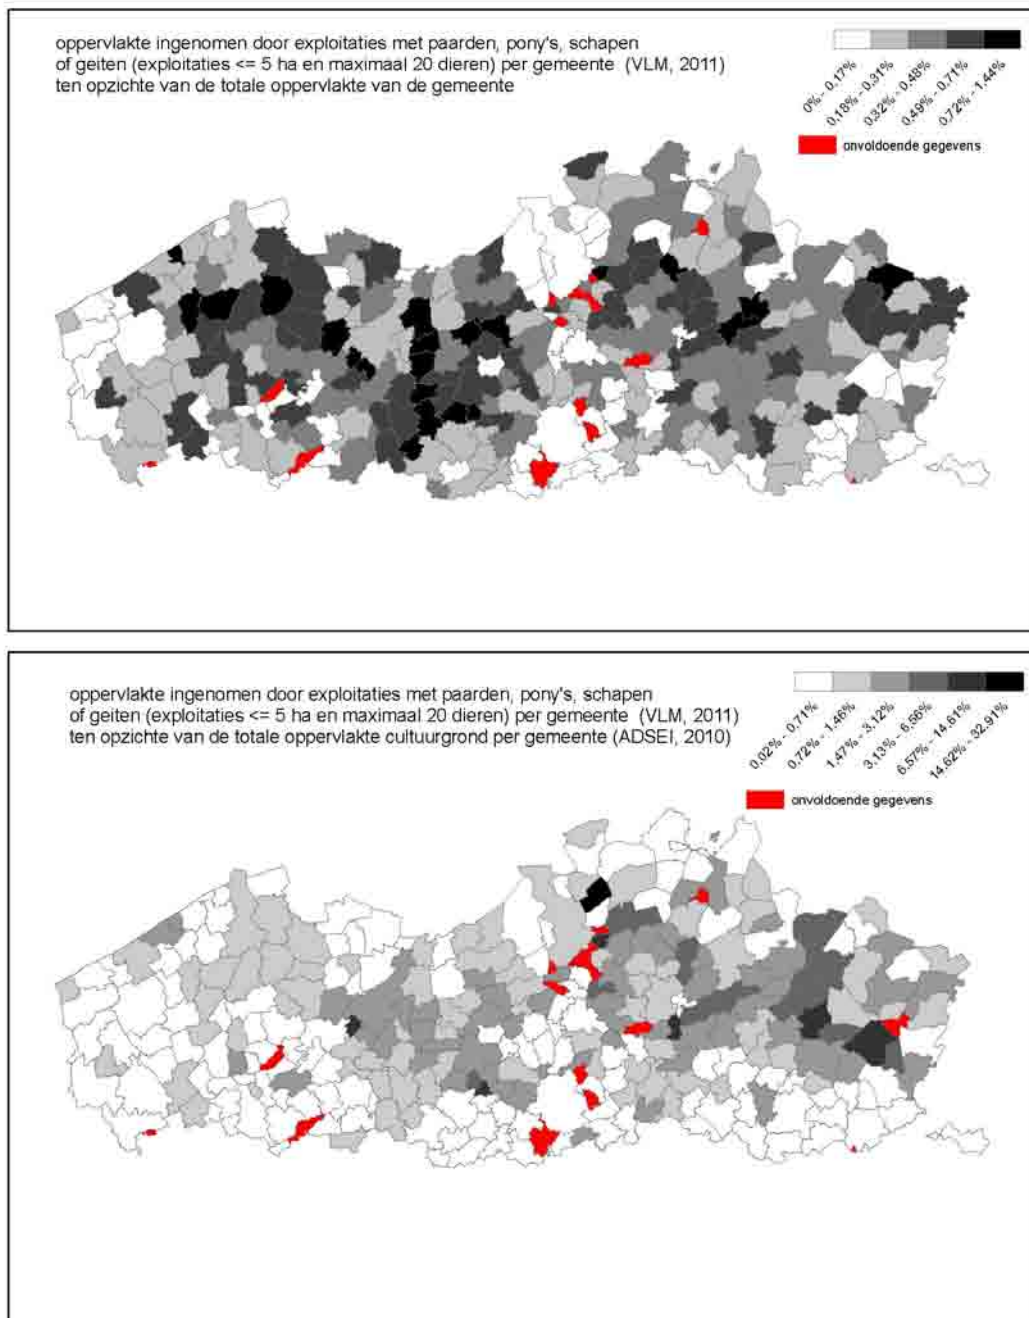 oppervlakte ingenomen door exploitaties met paarden, pony's, schapen
of geiten (exploitaties <= 5 ha en maximaal 20 dieren) per gemeente (VLM, 2011)
ten opzichte van de totale oppervlakte van de gemeente
0% - 0.17%
0.18% - 0.31%
0.32% - 0.48%
0.49% - 0.71%
0.72% - 1.44%
onvoldoende gegevens
oppervlakte ingenomen door exploitaties met paarden, pony's, schapen
of geiten (exploitaties <= 5 ha en maximaal 20 dieren) per gemeente (VLM, 2011)
ten opzichte van de totale oppervlakte cultuurgrond per gemeente (ADSEI, 2010)
0.02% - 0.71%
0.72% - 1.46%
1.47% - 3.12%
3.13% - 6.56%
6.57% - 14.61%
14.62% - 32.91%
onvoldoende gegevens